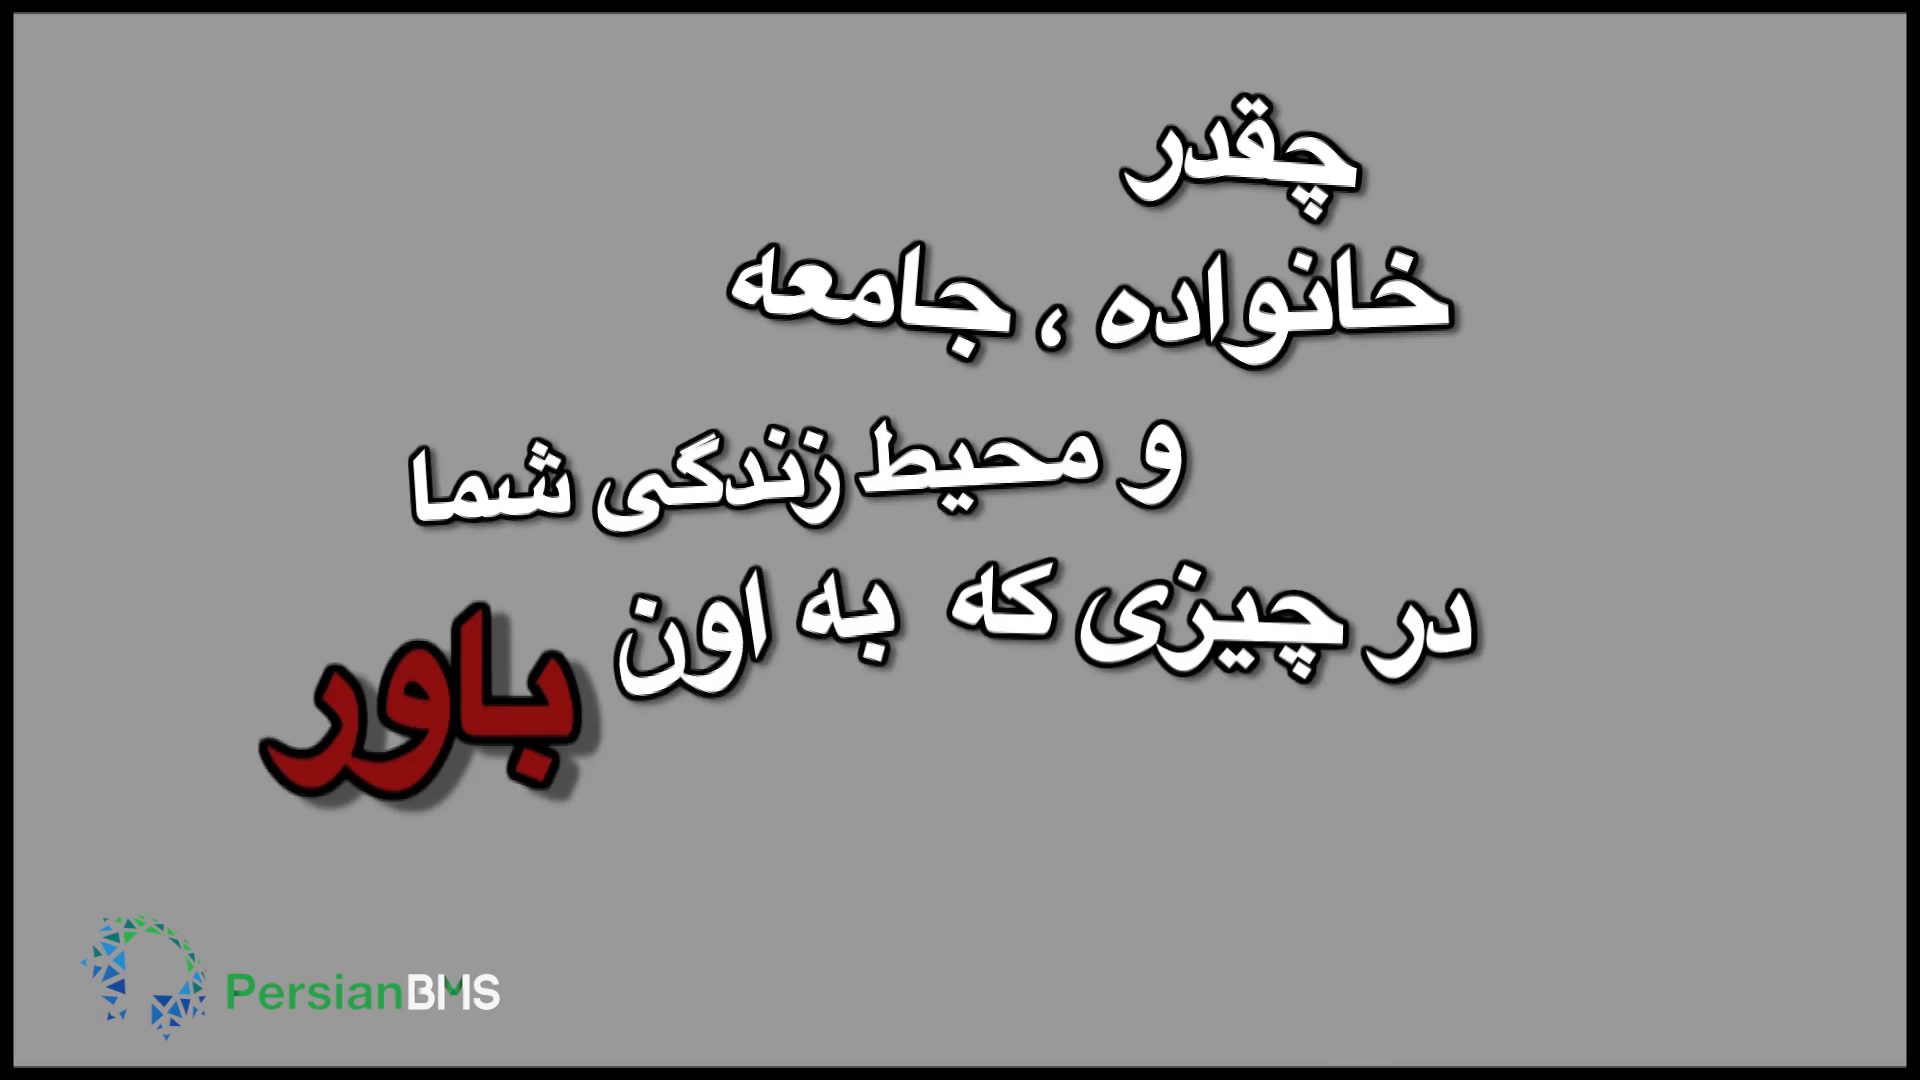 چقدر
خانواده ، جامعه
و محیط زندگی شما
در چیزی که به اون باور
PersianBMS